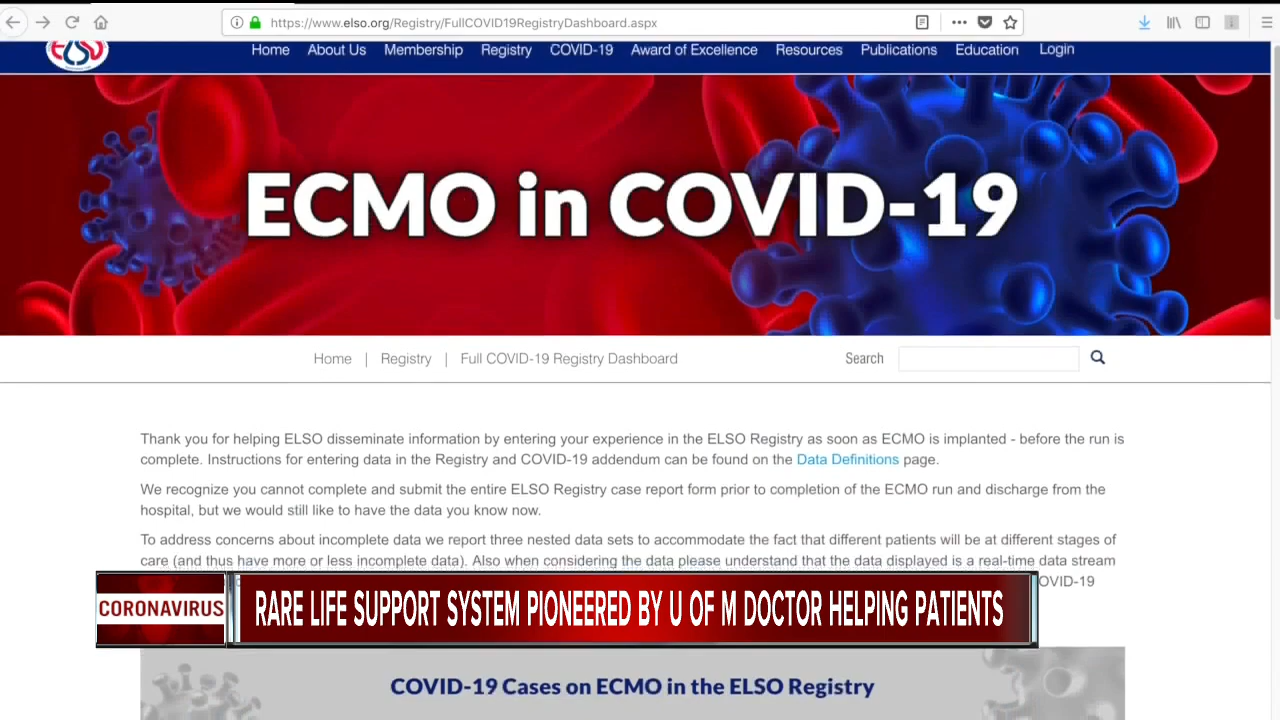 https://www.elso.org/Registry/FullCOVID19RegistryDashboard.aspx
ELSO
Home About Us Membership Registry COVID-19 Award of Excellence Resources Publications Education Login
ECMO in COVID-19
Home | Registry | Full COVID-19 Registry Dashboard Search
Thank you for helping ELSO disseminate information by entering your experience in the ELSO Registry as soon as ECMO is implanted - before the run is
complete. Instructions for entering data in the Registry and COVID-19 addendum can be found on the Data Definitions page.
We recognize you cannot complete and submit the entire ELSO Registry case report form prior to completion of the ECMO run and discharge from the
hospital, but we would still like to have the data you know now.
To address concerns about incomplete data we report three nested data sets to accommodate the fact that different patients will be at different stages of
care (and thus have more or less incomplete data). Also when considering the data please understand that the data displayed is a real-time data stream
OVID-19
CORONAVIRUS
RARE LIFE SUPPORT SYSTEM PIONEERED BY U OF M DOCTOR HELPING PATIENTS
COVID-19 Cases on ECMO in the ELSO Registry